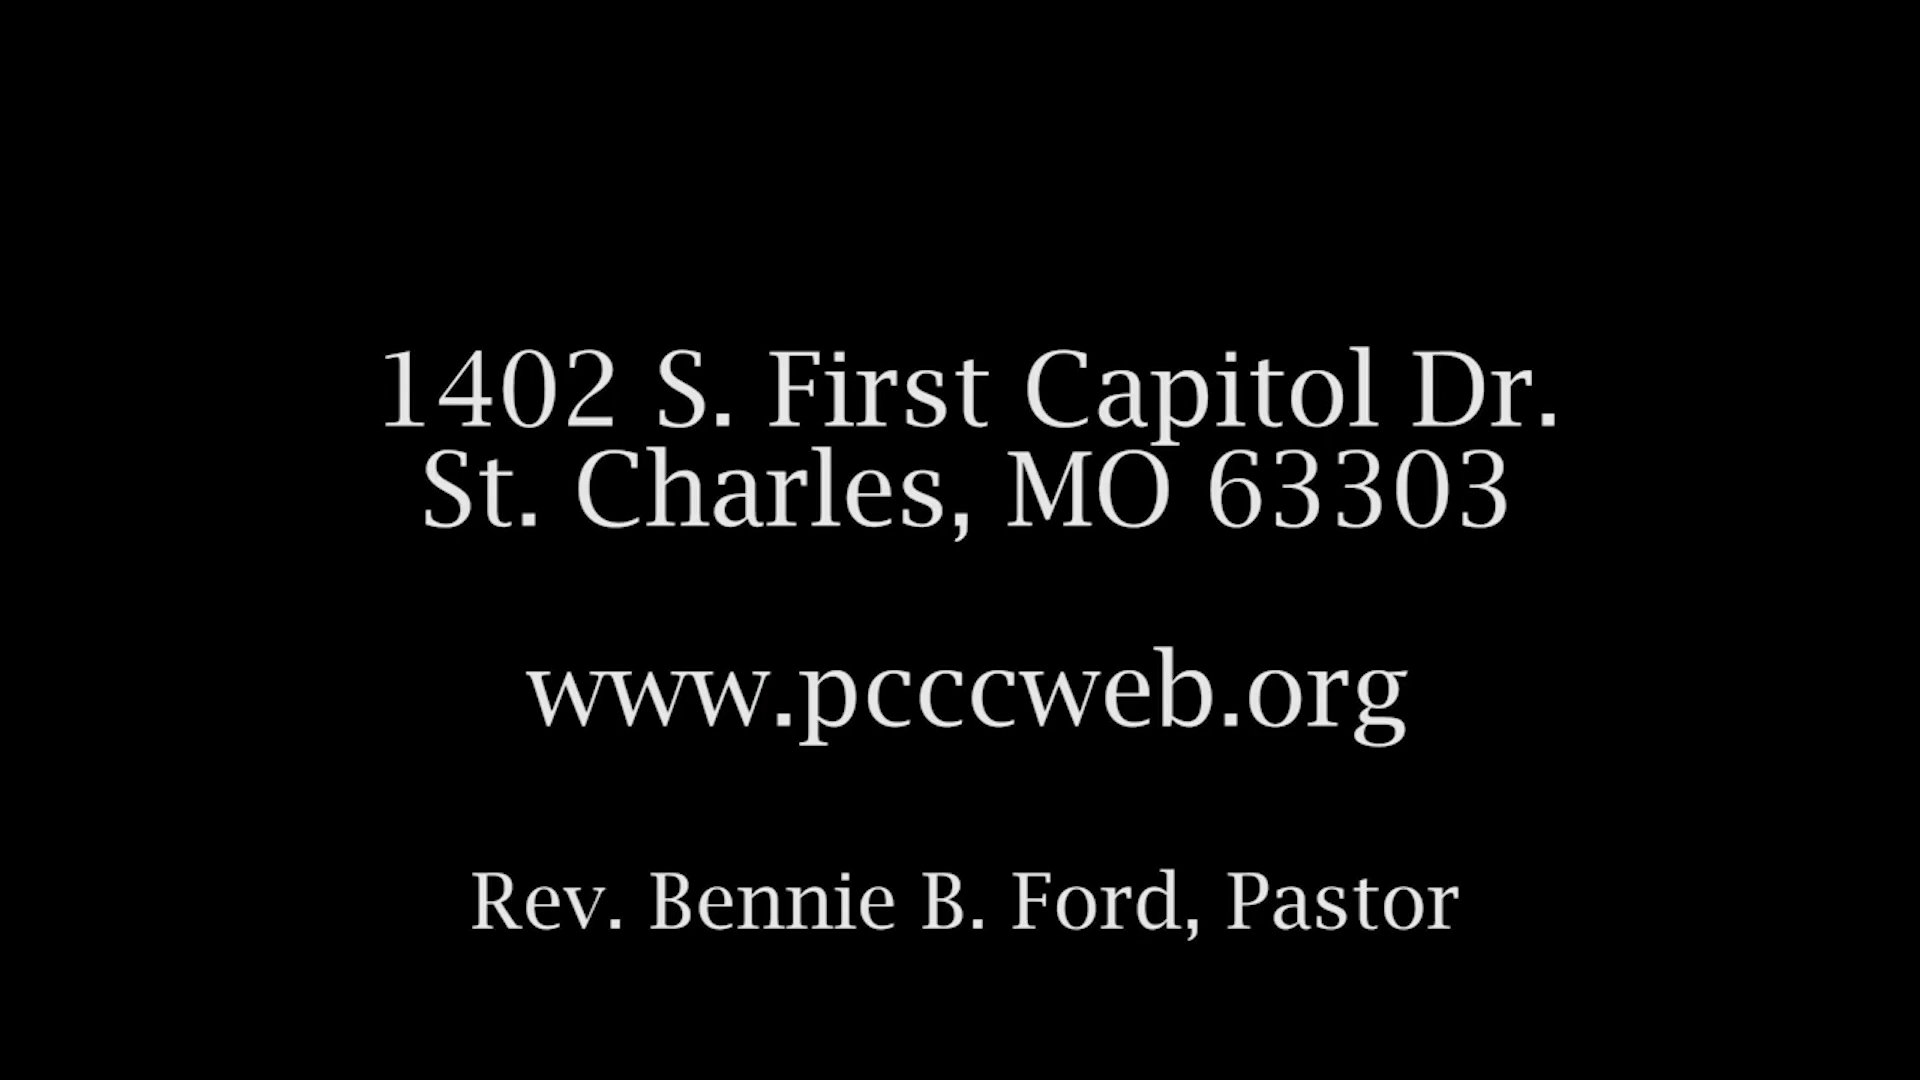 1402 S. First Capitol Dr.
St. Charles, MO 63303
www.pcccweb.org
Rev. Bennie B. Ford, Pastor